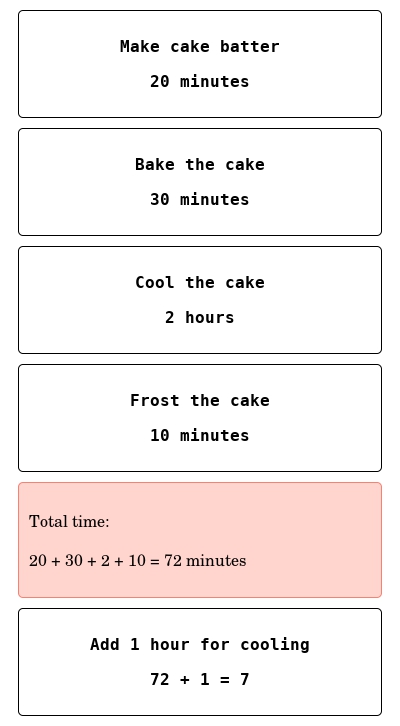 Make cake batter
20 minutes
Bake the cake
30 minutes
Cool the cake
2 hours
Frost the cake
10 minutes
Total time:
20 + 30 + 2 + 10 = 72 minutes
Add 1 hour for cooling
72 + 1 = 7